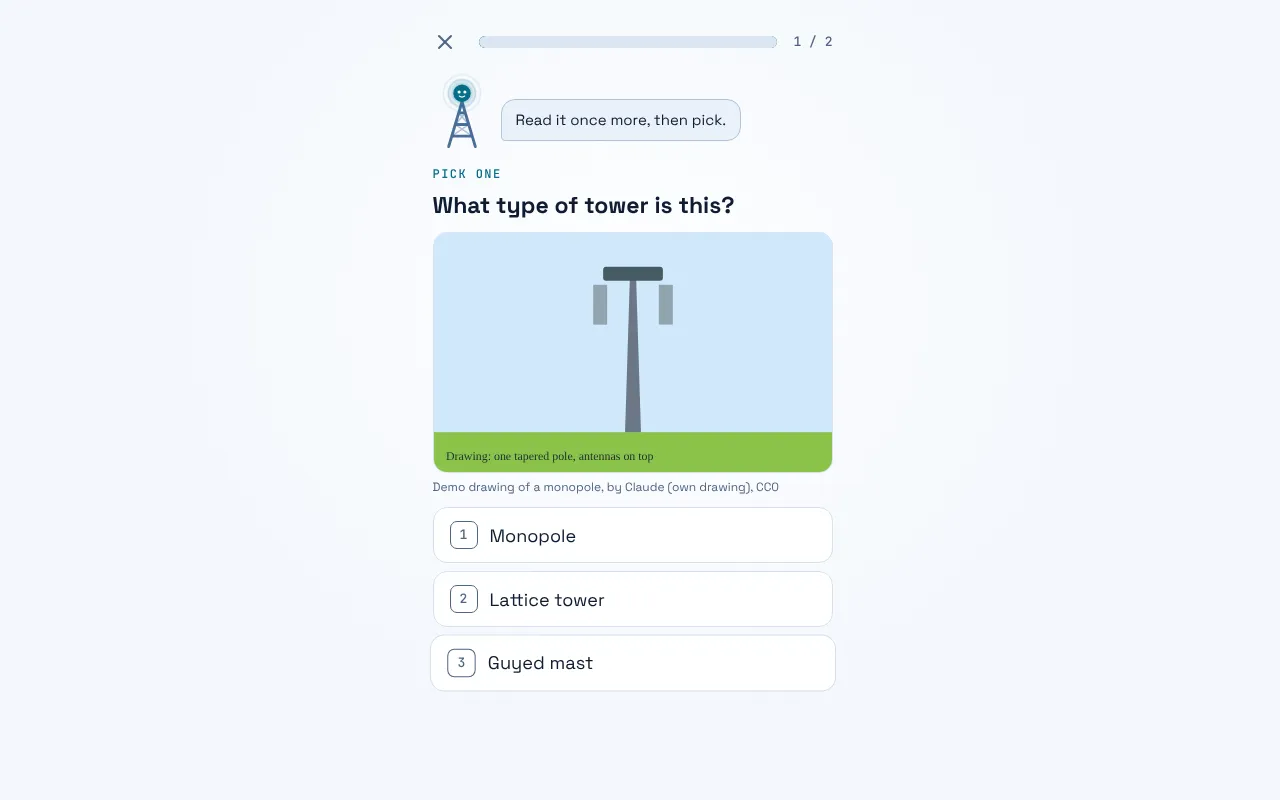 1 / 2
Read it once more, then pick.
PICK ONE
What type of tower is this?
Drawing: one tapered pole, antennas on top
Demo drawing of a monopole, by Claude (own drawing), CC0
1 Monopole
2 Lattice tower
3 Guyed mast